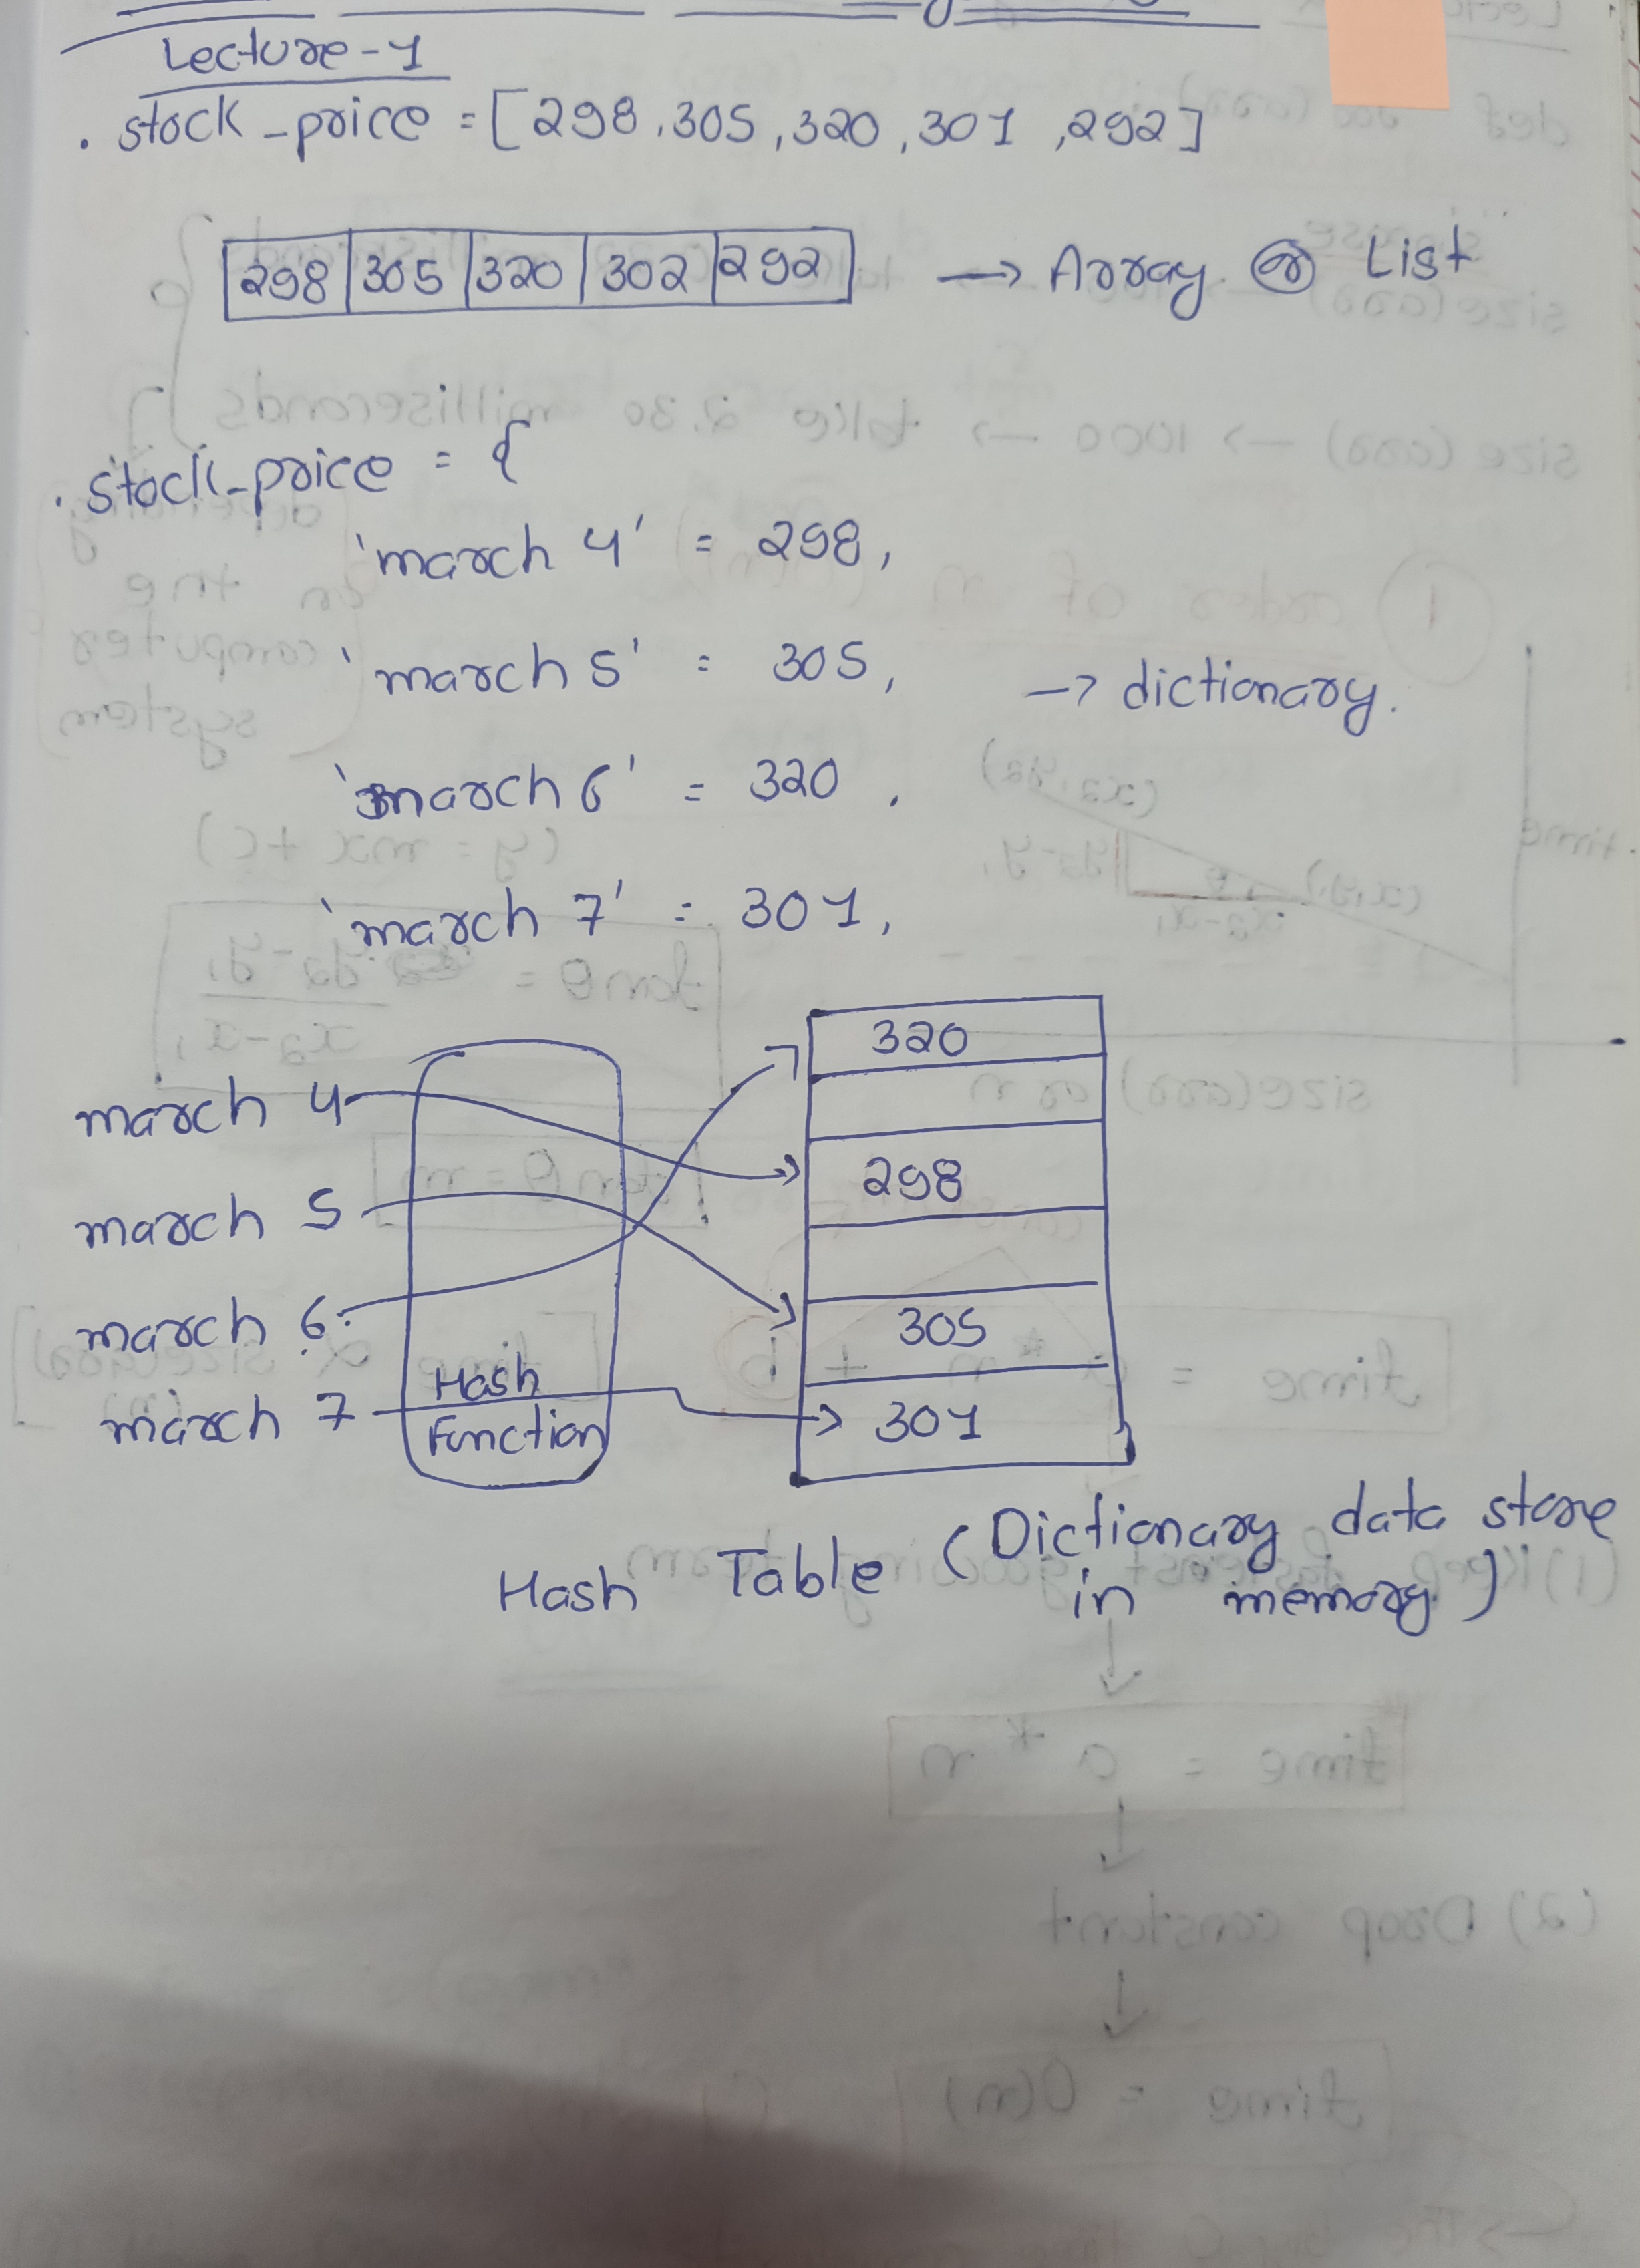 Lecture-1
. stock_price = [298, 305, 320, 301, 292]
298 305 320 302 292 → Array or List
. stock_price = {
'march 4' = 298,
'march 5' = 305, → dictionary.
'march 6' = 320,
'march 7' = 301,
320
march 4
298
march 5
march 6
305
Hash
march 7
Function
301
Hash Table (Dictionary data store
in memory)